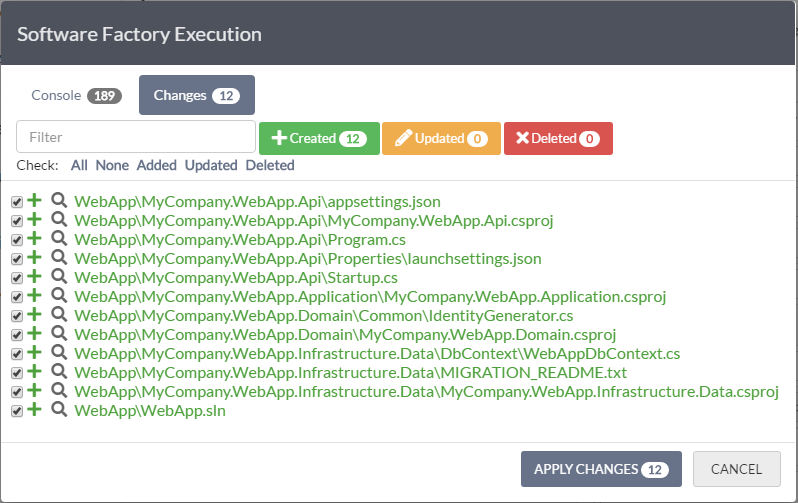 Software Factory Execution
Console 189 Changes 12
Filter Created 12 Updated 0 Deleted 0
Check: All None Added Updated Deleted
WebApp\MyCompany.WebApp.Api\appsettings.json
WebApp\MyCompany.WebApp.Api\MyCompany.WebApp.Api.csproj
WebApp\MyCompany.WebApp.Api\Program.cs
WebApp\MyCompany.WebApp.Api\Properties\launchsettings.json
WebApp\MyCompany.WebApp.Api\Startup.cs
WebApp\MyCompany.WebApp.Application\MyCompany.WebApp.Application.csproj
WebApp\MyCompany.WebApp.Domain\Common\IdentityGenerator.cs
WebApp\MyCompany.WebApp.Domain\MyCompany.WebApp.Domain.csproj
WebApp\MyCompany.WebApp.Infrastructure.Data\DbContext\WebAppDbContext.cs
WebApp\MyCompany.WebApp.Infrastructure.Data\MIGRATION_README.txt
WebApp\MyCompany.WebApp.Infrastructure.Data\MyCompany.WebApp.Infrastructure.Data.csproj
WebApp\WebApp.sln
APPLY CHANGES 12 CANCEL